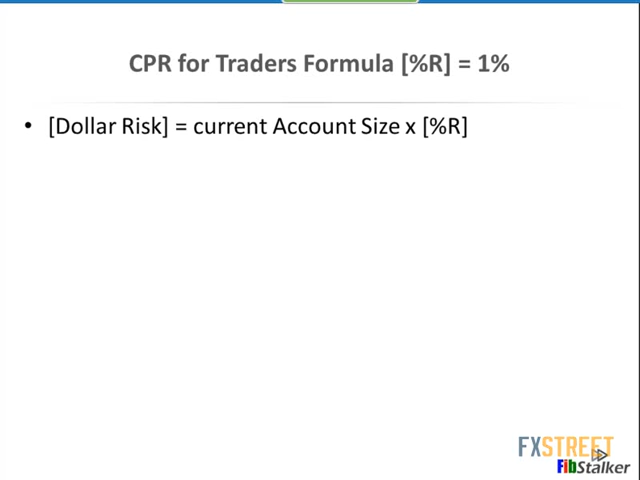 CPR for Traders Formula [%R] = 1%
• [Dollar Risk] = current Account Size x [%R]
FXSTREET
FibStalker